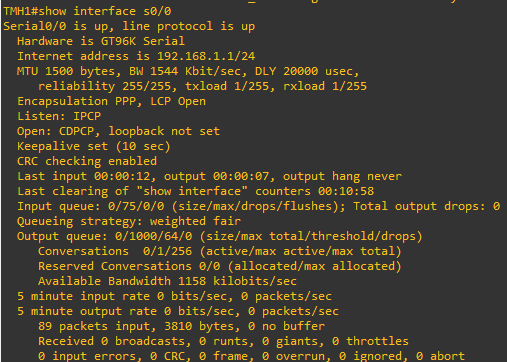 TMH1#show interface s0/0
Serial0/0 is up, line protocol is up
Hardware is GT96K Serial
Internet address is 192.168.1.1/24
MTU 1500 bytes, BW 1544 Kbit/sec, DLY 20000 usec,
reliability 255/255, txload 1/255, rxload 1/255
Encapsulation PPP, LCP Open
Listen: IPCP
Open: CDPCP, loopback not set
Keepalive set (10 sec)
CRC checking enabled
Last input 00:00:12, output 00:00:07, output hang never
Last clearing of "show interface" counters 00:10:58
Input queue: 0/75/0/0 (size/max/drops/flushes); Total output drops: 0
Queueing strategy: weighted fair
Output queue: 0/1000/64/0 (size/max total/threshold/drops)
Conversations 0/1/256 (active/max active/max total)
Reserved Conversations 0/0 (allocated/max allocated)
Available Bandwidth 1158 kilobits/sec
5 minute input rate 0 bits/sec, 0 packets/sec
5 minute output rate 0 bits/sec, 0 packets/sec
89 packets input, 3810 bytes, 0 no buffer
Received 0 broadcasts, 0 runts, 0 giants, 0 throttles
0 input errors, 0 CRC, 0 frame, 0 overrun, 0 ignored, 0 abort